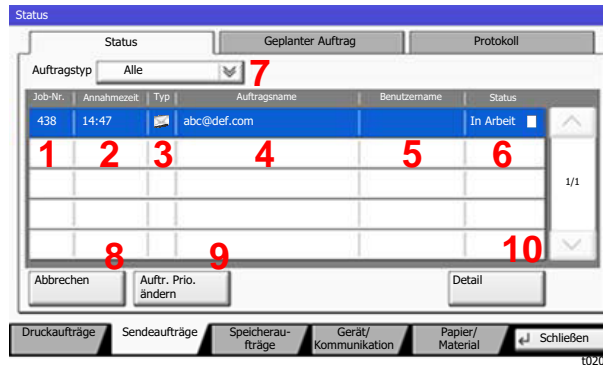 Status
Status Geplanter Auftrag Protokoll
Auftragstyp Alle 7
Job-Nr. Annahmezeit Typ Auftragsname Benutzername Status
438 14:47 abc@def.com In Arbeit
1 2 3 4 5 6
1/1
8 9 10
Abbrechen Auftr. Prio. Detail
ändern
Druckaufträge Sendeaufträge Speicherau- Gerät/ Papier/ Schließen
fträge Kommunikation Material
t020